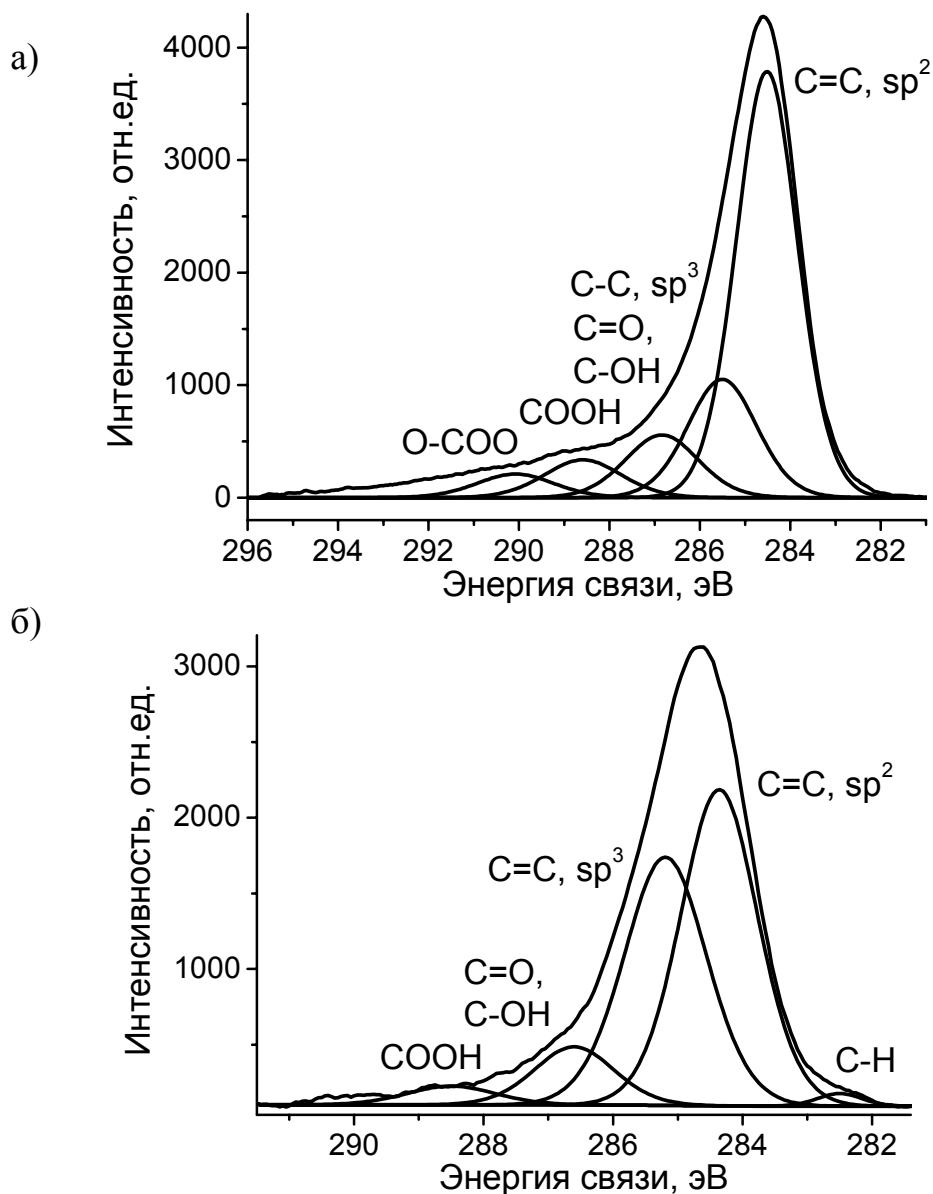 а)
Интенсивность, отн.ед.
4000
3000
2000
1000
0
C=C, sp²
C-C, sp³
C=O,
C-OH
COOH
O-COO
296 294 292 290 288 286 284 282
Энергия связи, эВ
б)
Интенсивность, отн.ед.
3000
2000
1000
C=C, sp²
C=C, sp³
C=O,
C-OH
COOH
C-H
290 288 286 284 282
Энергия связи, эВ